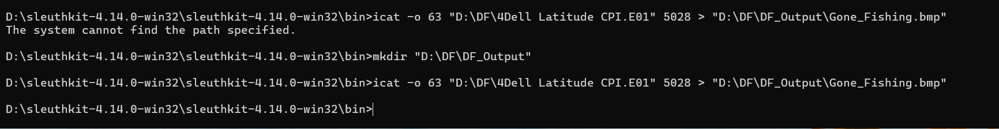 D:\sleuthkit-4.14.0-win32\sleuthkit-4.14.0-win32\bin>icat -o 63 "D:\DF\4Dell Latitude CPI.E01" 5028 > "D:\DF\DF_Output\Gone_Fishing.bmp"
The system cannot find the path specified.
D:\sleuthkit-4.14.0-win32\sleuthkit-4.14.0-win32\bin>mkdir "D:\DF\DF_Output"
D:\sleuthkit-4.14.0-win32\sleuthkit-4.14.0-win32\bin>icat -o 63 "D:\DF\4Dell Latitude CPI.E01" 5028 > "D:\DF\DF_Output\Gone_Fishing.bmp"
D:\sleuthkit-4.14.0-win32\sleuthkit-4.14.0-win32\bin>